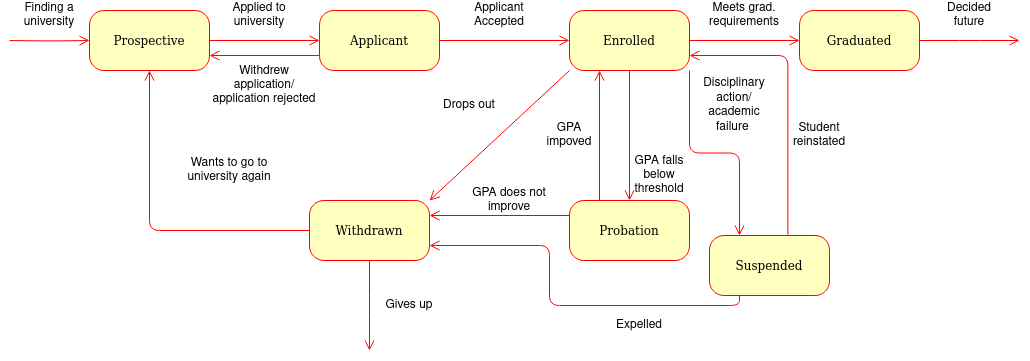 Finding a
university
Applied to
university
Applicant
Accepted
Meets grad.
requirements
Decided
future
Prospective
Applicant
Enrolled
Graduated
Withdrew
application/
application rejected
Drops out
Disciplinary
action/
academic
failure
GPA
impoved
Student
reinstated
Wants to go to
university again
GPA falls
below
threshold
GPA does not
improve
Withdrawn
Probation
Suspended
Gives up
Expelled